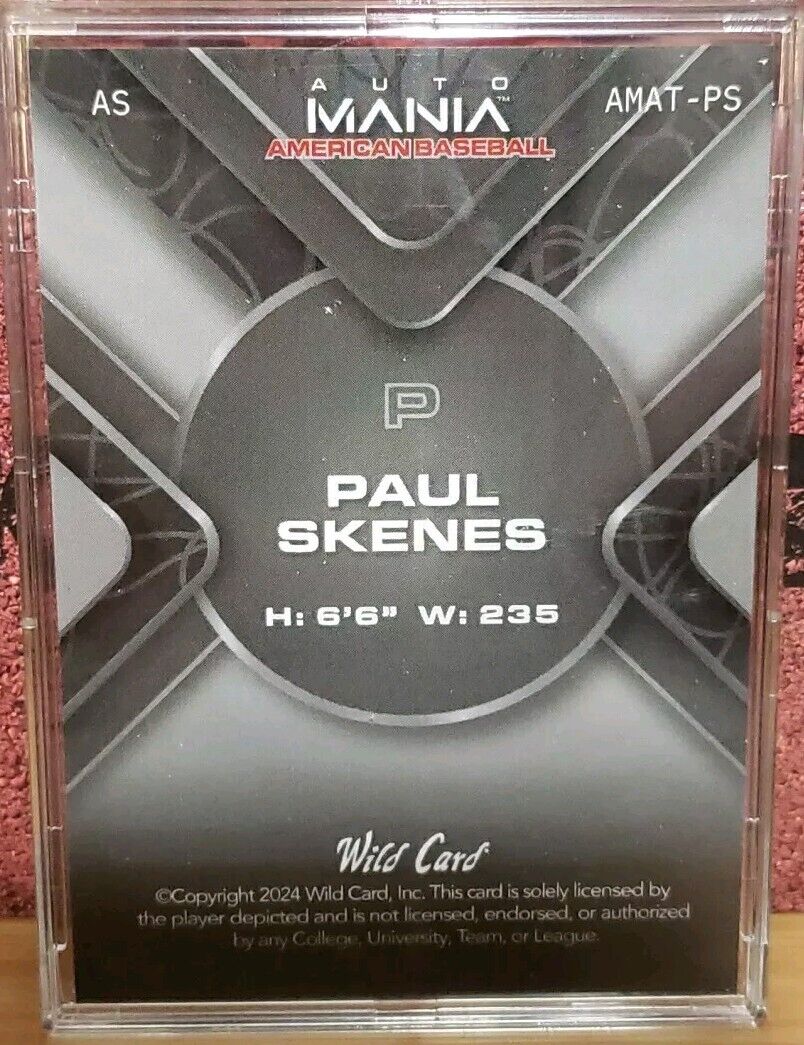 AS
AUTO
MANIA™
AMERICAN BASEBALL
AMAT-PS
P
PAUL
SKENES
H: 6'6" W: 235
Wild Card
©Copyright 2024 Wild Card, Inc. This card is solely licensed by
the player depicted and is not licensed, endorsed, or authorized
by any College, University, Team, or League.